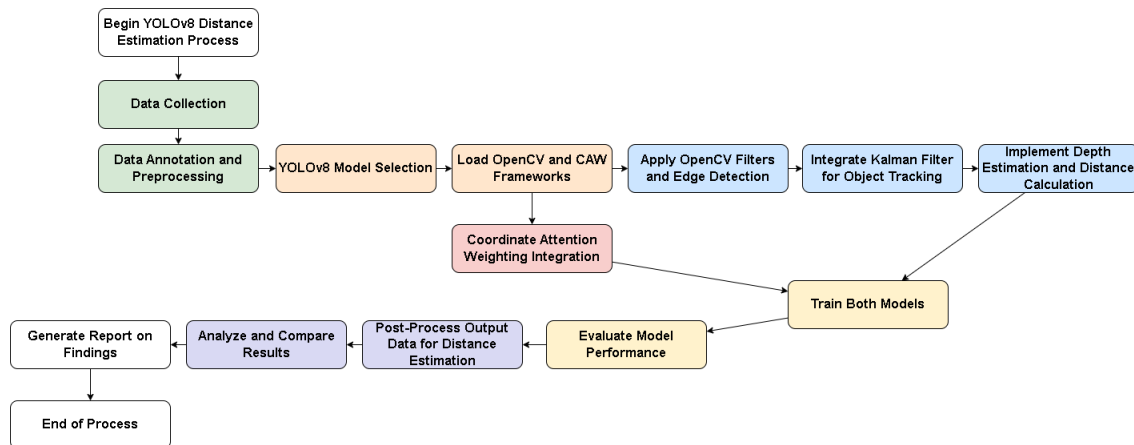 Begin YOLOv8 Distance
Estimation Process
Data Collection
Data Annotation and
Preprocessing
YOLOv8 Model Selection
Load OpenCV and CAW
Frameworks
Apply OpenCV Filters
and Edge Detection
Integrate Kalman Filter
for Object Tracking
Implement Depth
Estimation and Distance
Calculation
Coordinate Attention
Weighting Integration
Train Both Models
Evaluate Model
Performance
Post-Process Output
Data for Distance
Estimation
Analyze and Compare
Results
Generate Report on
Findings
End of Process